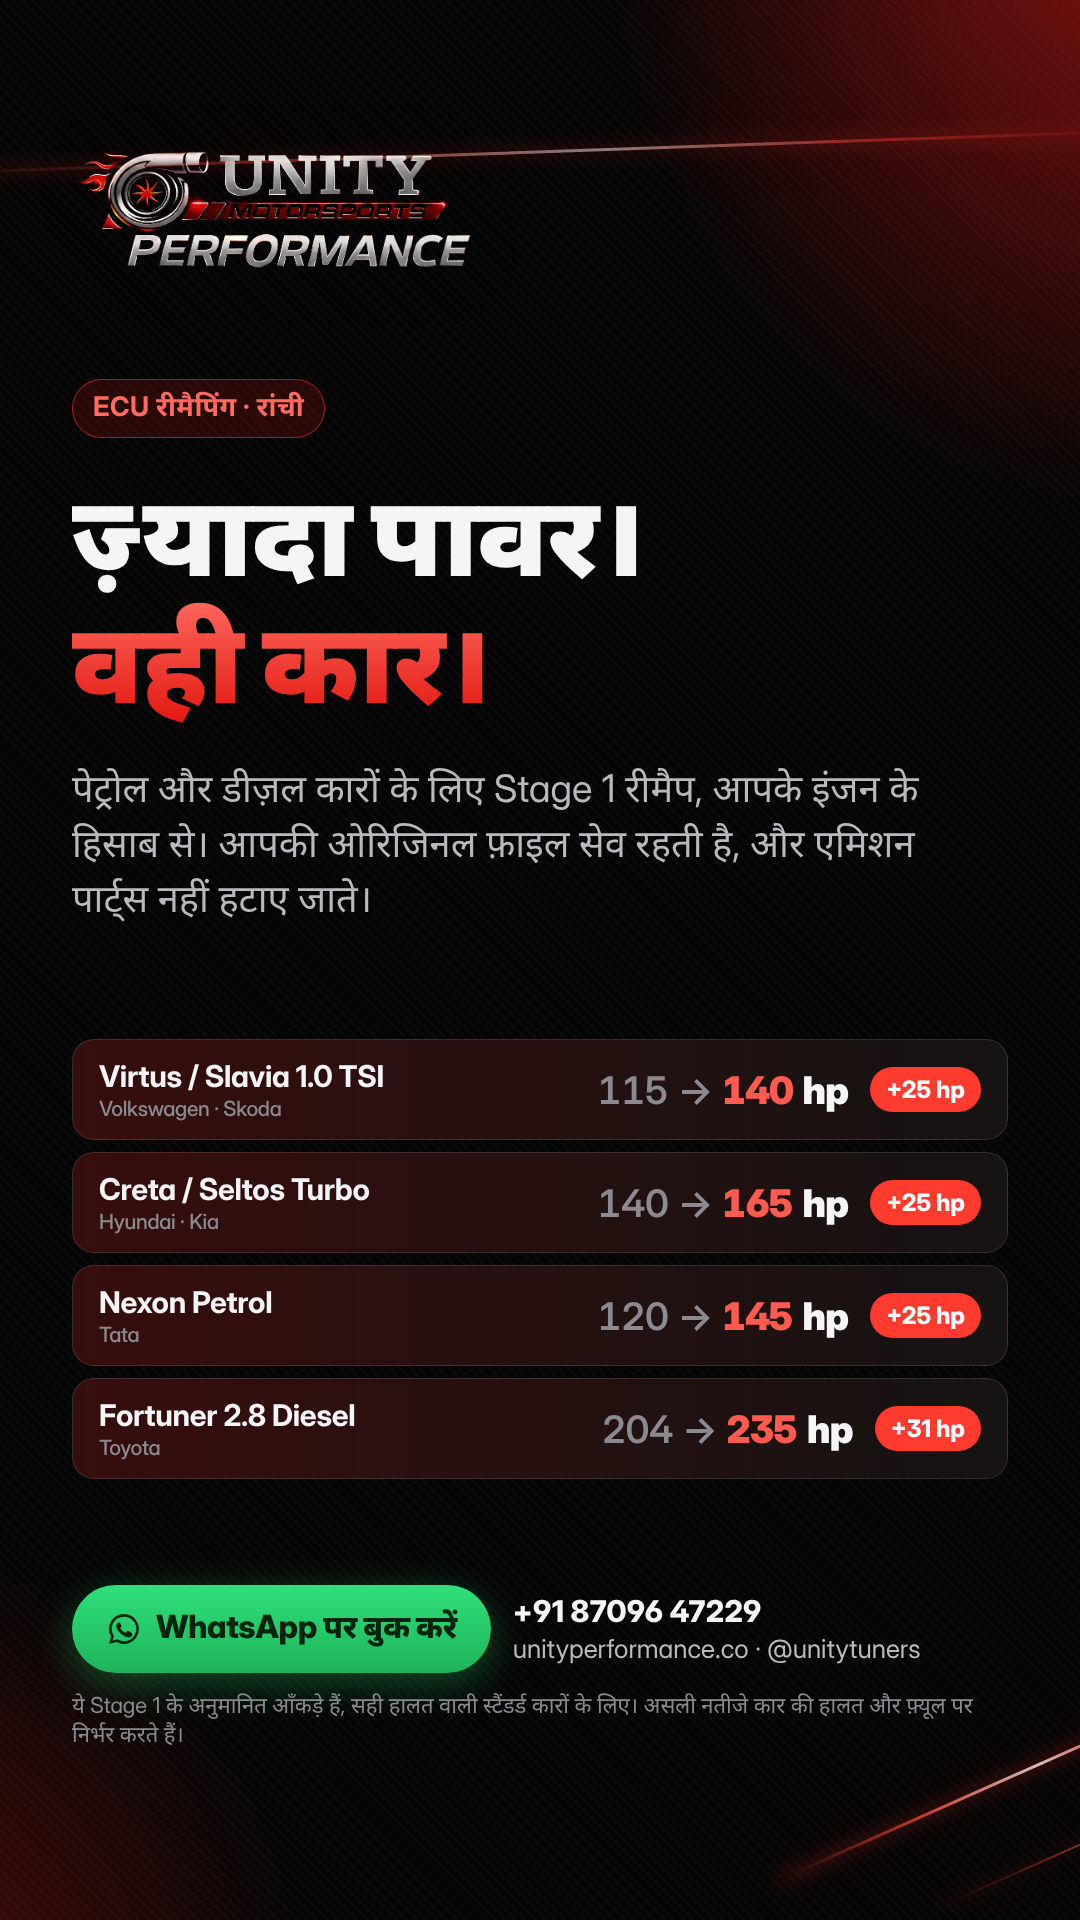 UNITY
MOTORSPORTS
PERFORMANCE
ECU रीमैपिंग · रांची
ज़्यादा पावर।
वही कार।
पेट्रोल और डीज़ल कारों के लिए Stage 1 रीमैप, आपके इंजन के
हिसाब से। आपकी ओरिजिनल फ़ाइल सेव रहती है, और एमिशन
पार्ट्स नहीं हटाए जाते।
Virtus / Slavia 1.0 TSI
Volkswagen · Skoda
115 → 140 hp +25 hp
Creta / Seltos Turbo
Hyundai · Kia
140 → 165 hp +25 hp
Nexon Petrol
Tata
120 → 145 hp +25 hp
Fortuner 2.8 Diesel
Toyota
204 → 235 hp +31 hp
WhatsApp पर बुक करें
+91 87096 47229
unityperformance.co · @unitytuners
ये Stage 1 के अनुमानित आँकड़े हैं, सही हालत वाली स्टैंडर्ड कारों के लिए। असली नतीजे कार की हालत और फ़्यूल पर
निर्भर करते हैं।